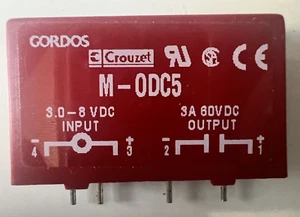 GORDOS
Crouzet
M-ODC5
3.0-8 VDC 3A 60VDC
INPUT OUTPUT
- + - +
4 3 2 1